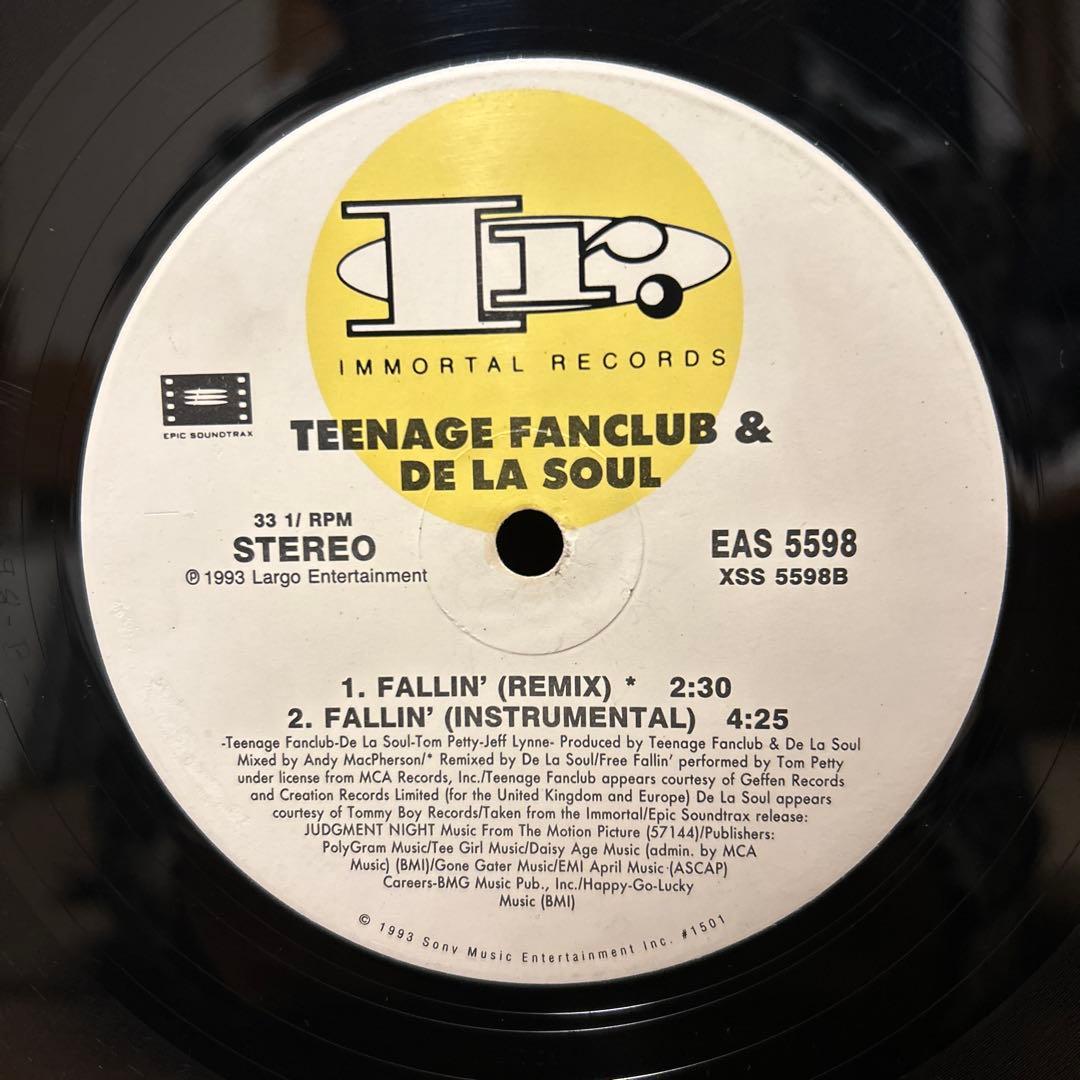 Ir.
IMMORTAL RECORDS
EPIC SOUNDTRAX
TEENAGE FANCLUB &
DE LA SOUL
33 1/ RPM
STEREO
℗ 1993 Largo Entertainment
EAS 5598
XSS 5598B
1. FALLIN' (REMIX) * 2:30
2. FALLIN' (INSTRUMENTAL) 4:25
-Teenage Fanclub-De La Soul-Tom Petty-Jeff Lynne- Produced by Teenage Fanclub & De La Soul
Mixed by Andy MacPherson/* Remixed by De La Soul/Free Fallin' performed by Tom Petty
under license from MCA Records, Inc./Teenage Fanclub appears courtesy of Geffen Records
and Creation Records Limited (for the United Kingdom and Europe) De La Soul appears
courtesy of Tommy Boy Records/Taken from the Immortal/Epic Soundtrax release:
JUDGMENT NIGHT Music From The Motion Picture (57144)/Publishers:
PolyGram Music/Tee Girl Music/Daisy Age Music (admin. by MCA
Music) (BMI)/Gone Gater Music/EMI April Music (ASCAP)
Careers-BMG Music Pub., Inc./Happy-Go-Lucky
Music (BMI)
© 1993 Sony Music Entertainment Inc. #1501